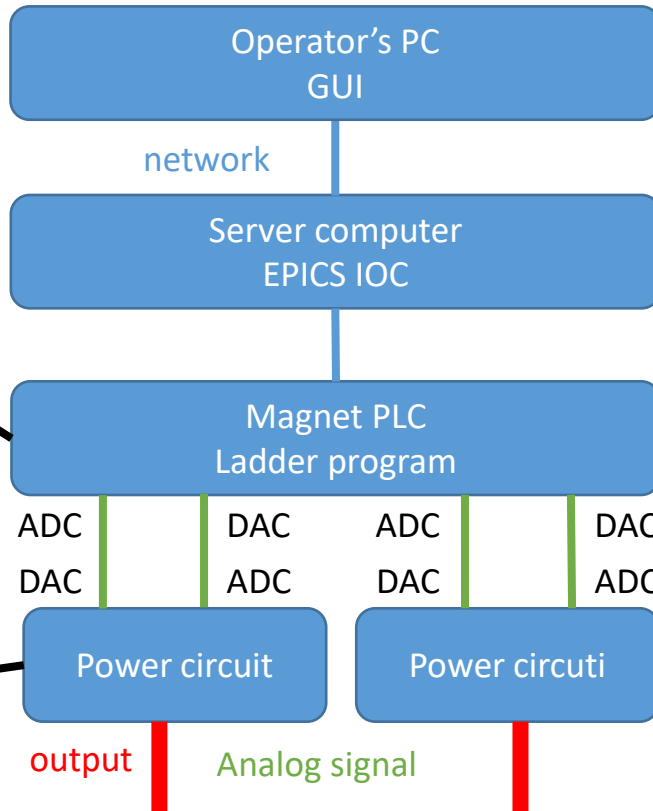 Operator's PC
GUI
network
Server computer
EPICS IOC
Magnet PLC
Ladder program
ADC DAC ADC DAC
DAC ADC DAC ADC
Power circuit Power circuti
output Analog signal